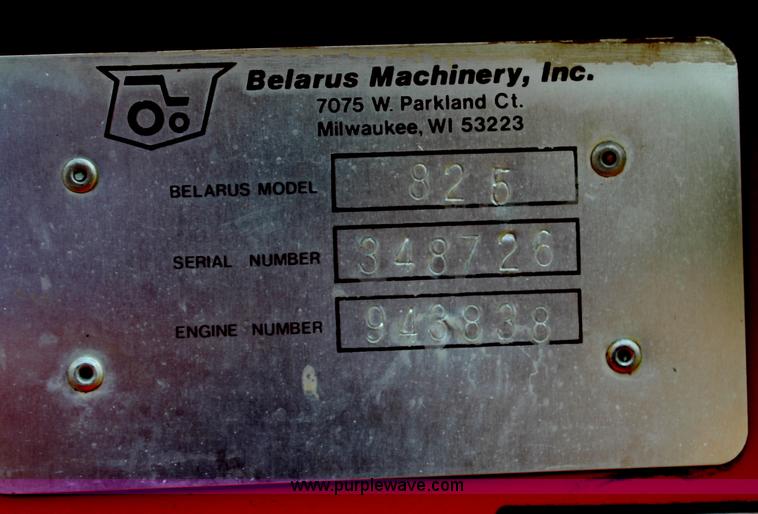 Belarus Machinery, Inc.
7075 W. Parkland Ct.
Milwaukee, WI 53223
BELARUS MODEL 825
SERIAL NUMBER 348726
ENGINE NUMBER 943838
www.purplewave.com